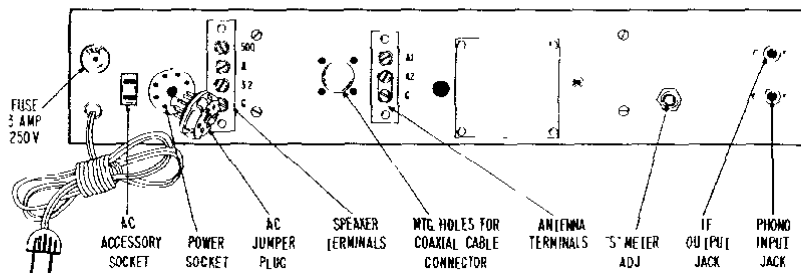 500
8
3.2
G
A1
A2
G
FUSE
3 AMP
250 V
AC
ACCESSORY
SOCKET
POWER
SOCKET
AC
JUMPER
PLUG
SPEAKER
TERMINALS
MTG HOLES FOR
COAXIAL CABLE
CONNECTOR
ANTENNA
TERMINALS
"S" METER
ADJ
IF
OUTPUT
JACK
PHONO
INPUT
JACK